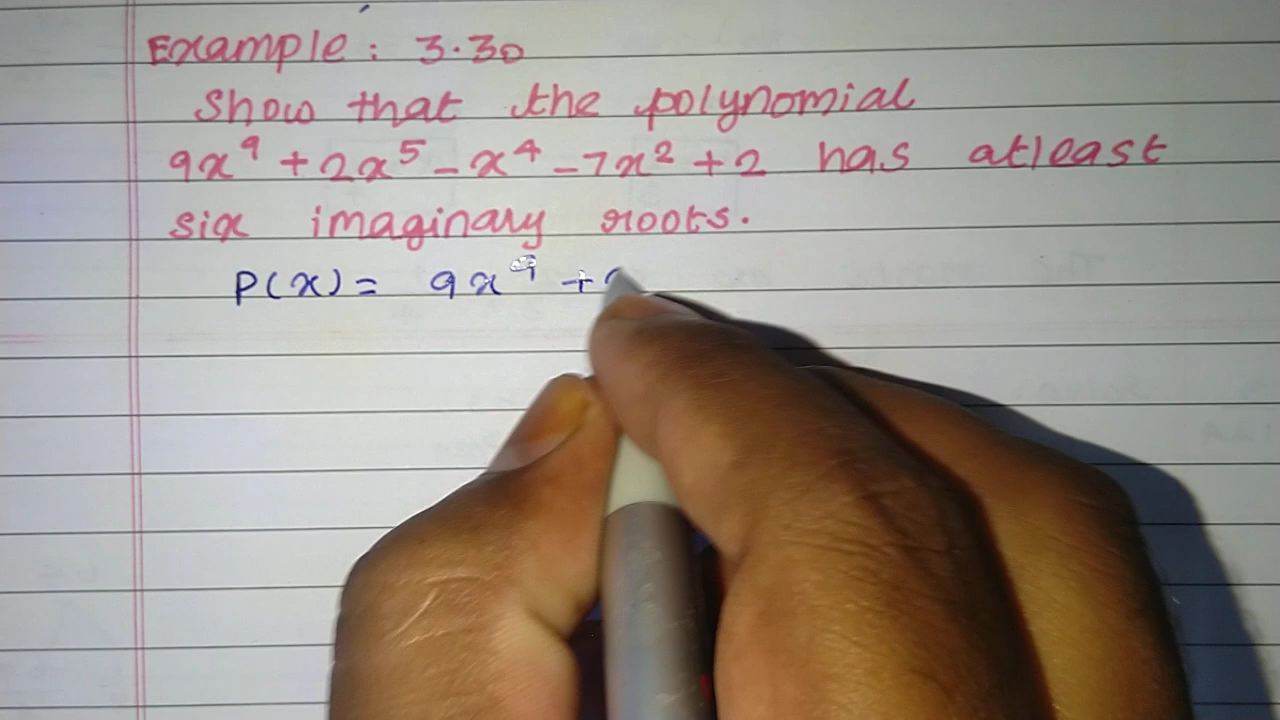 Example: 3.30
Show that the polynomial
9x⁹ + 2x⁵ - x⁴ - 7x² + 2 has atleast
six imaginary roots.
P(x) = 9x⁹ +